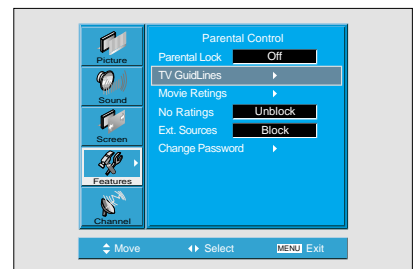 Parental Control
Picture
Parental Lock Off
TV GuidLines
Sound
Movie Retings
No Ratings Unblock
Screen
Ext. Sources Block
Change Password
Features
Channel
Move Select MENU Exit